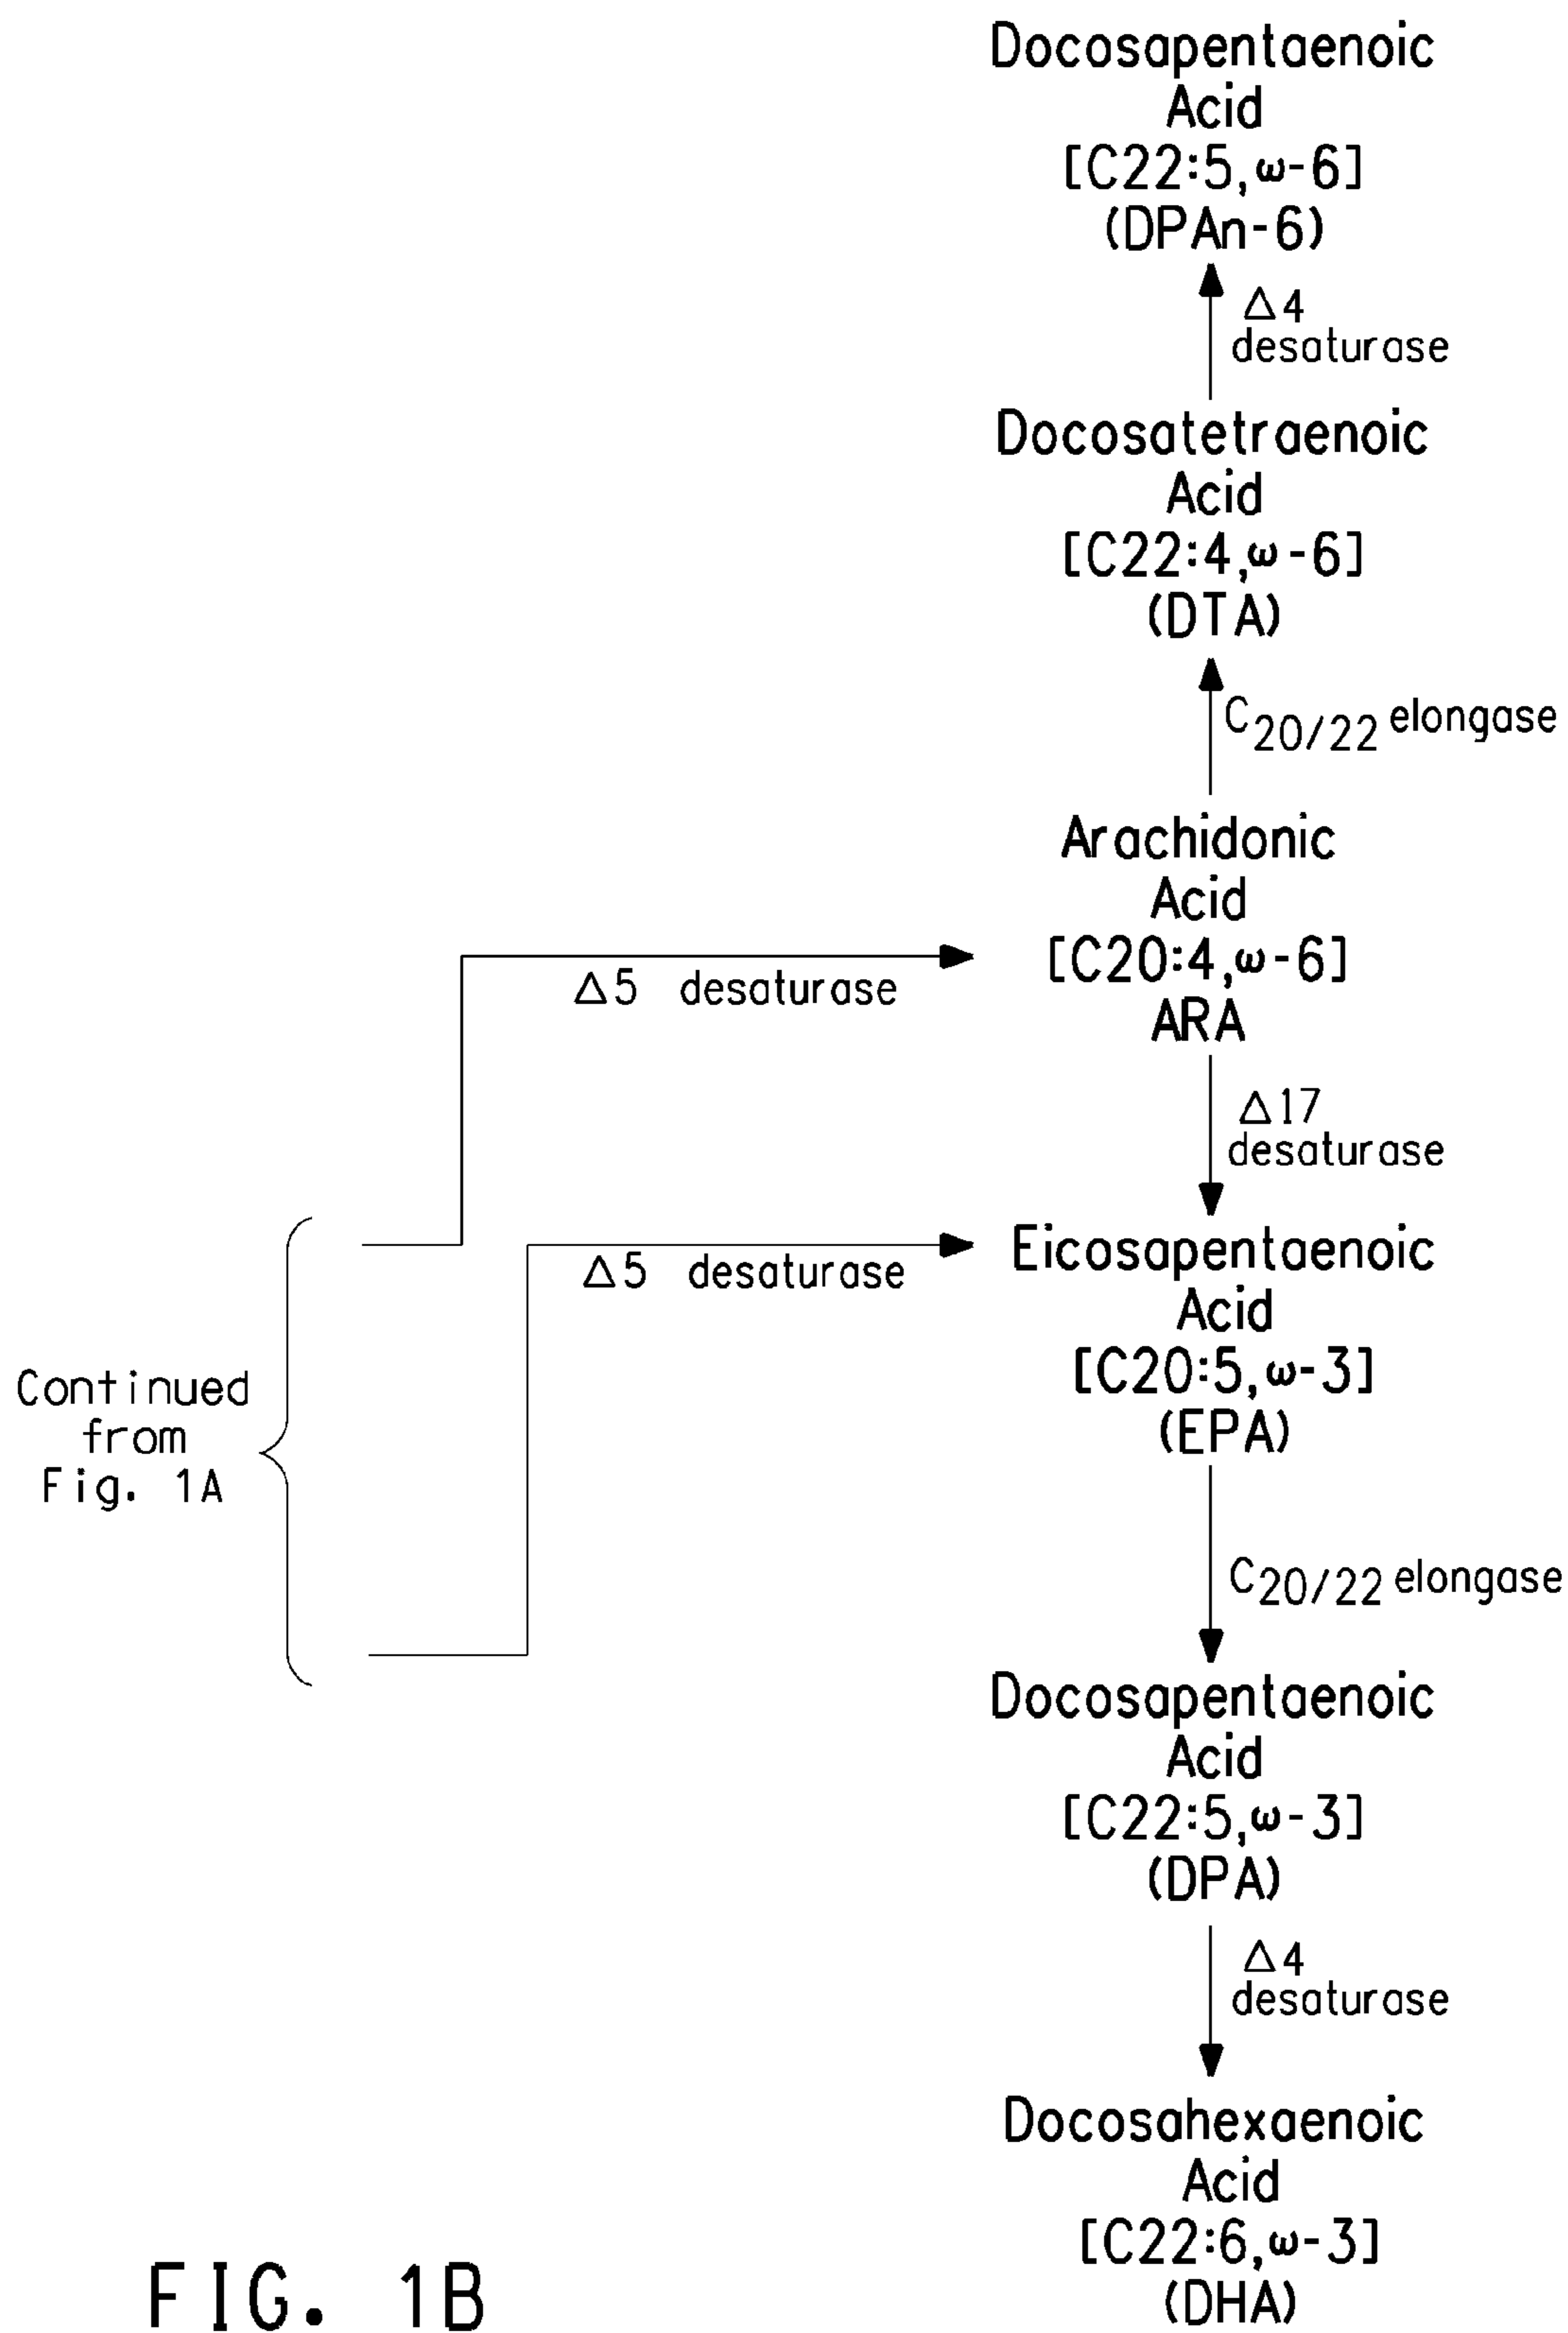 Docosapentaenoic
Acid
[C22:5,ω-6]
(DPAn-6)
Δ4
desaturase
Docosatetraenoic
Acid
[C22:4,ω-6]
(DTA)
C20/22 elongase
Arachidonic
Acid
[C20:4,ω-6]
ARA
Δ5 desaturase
Δ17
desaturase
Eicosapentaenoic
Acid
[C20:5,ω-3]
(EPA)
Δ5 desaturase
Continued
from
Fig. 1A
C20/22 elongase
Docosapentaenoic
Acid
[C22:5,ω-3]
(DPA)
Δ4
desaturase
Docosahexaenoic
Acid
[C22:6,ω-3]
(DHA)
FIG. 1B